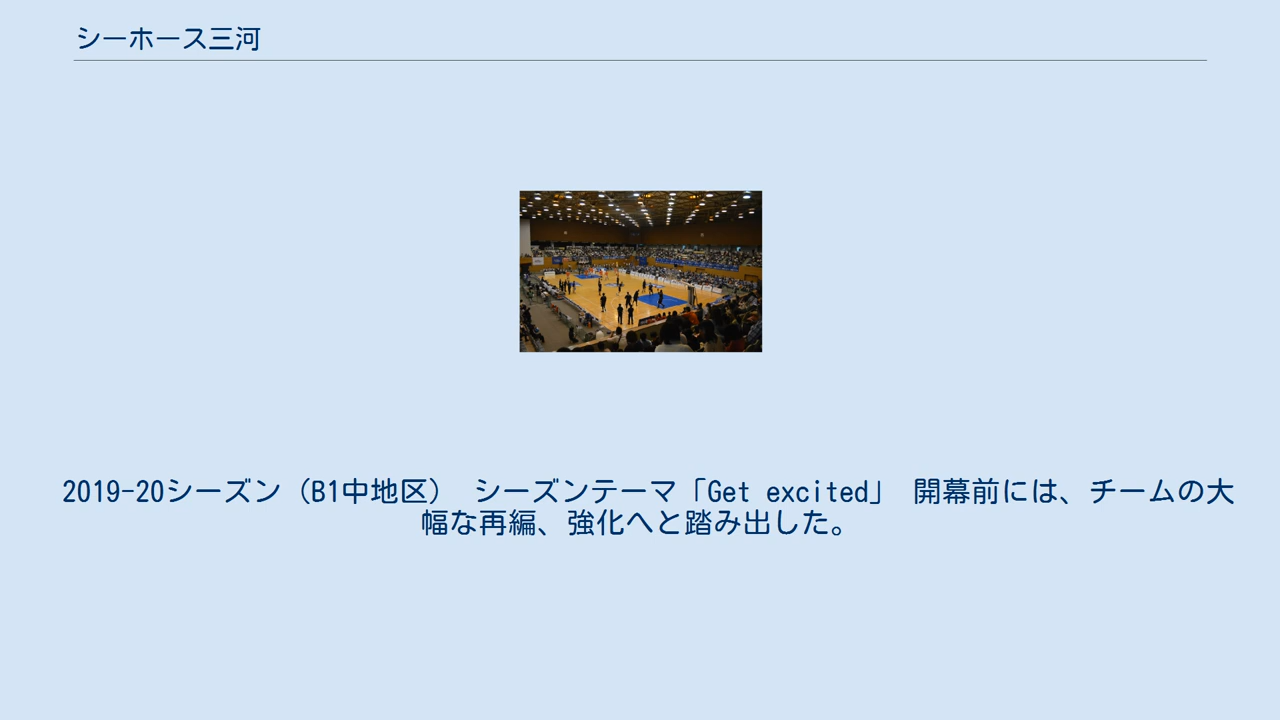 シーホース三河
2019-20シーズン（B1中地区） シーズンテーマ「Get excited」 開幕前には、チームの大
幅な再編、強化へと踏み出した。